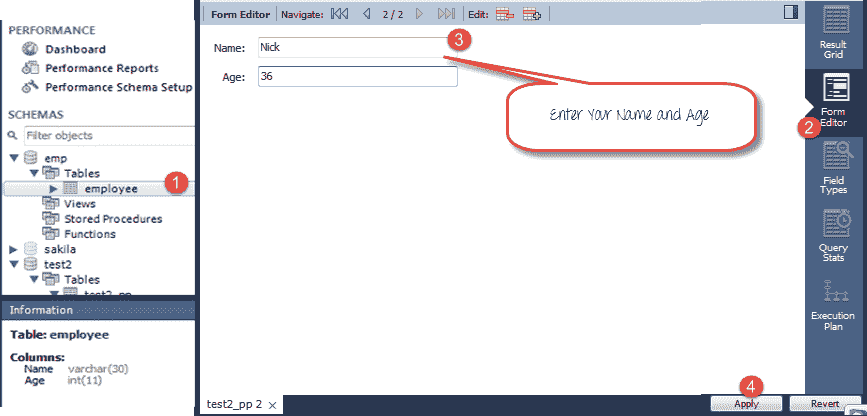 PERFORMANCE
Dashboard
Performance Reports
Performance Schema Setup
SCHEMAS
Filter objects
emp
Tables
employee
1
Views
Stored Procedures
Functions
sakila
test2
Tables
test2_pp
Information
Table: employee
Columns:
Name varchar(30)
Age int(11)
Form Editor Navigate: 2 / 2 Edit:
Name: Nick
3
Age: 36
Enter Your Name and Age
Result
Grid
2
Form
Editor
Field
Types
Query
Stats
Execution
Plan
test2_pp 2 ×
4
Apply Revert